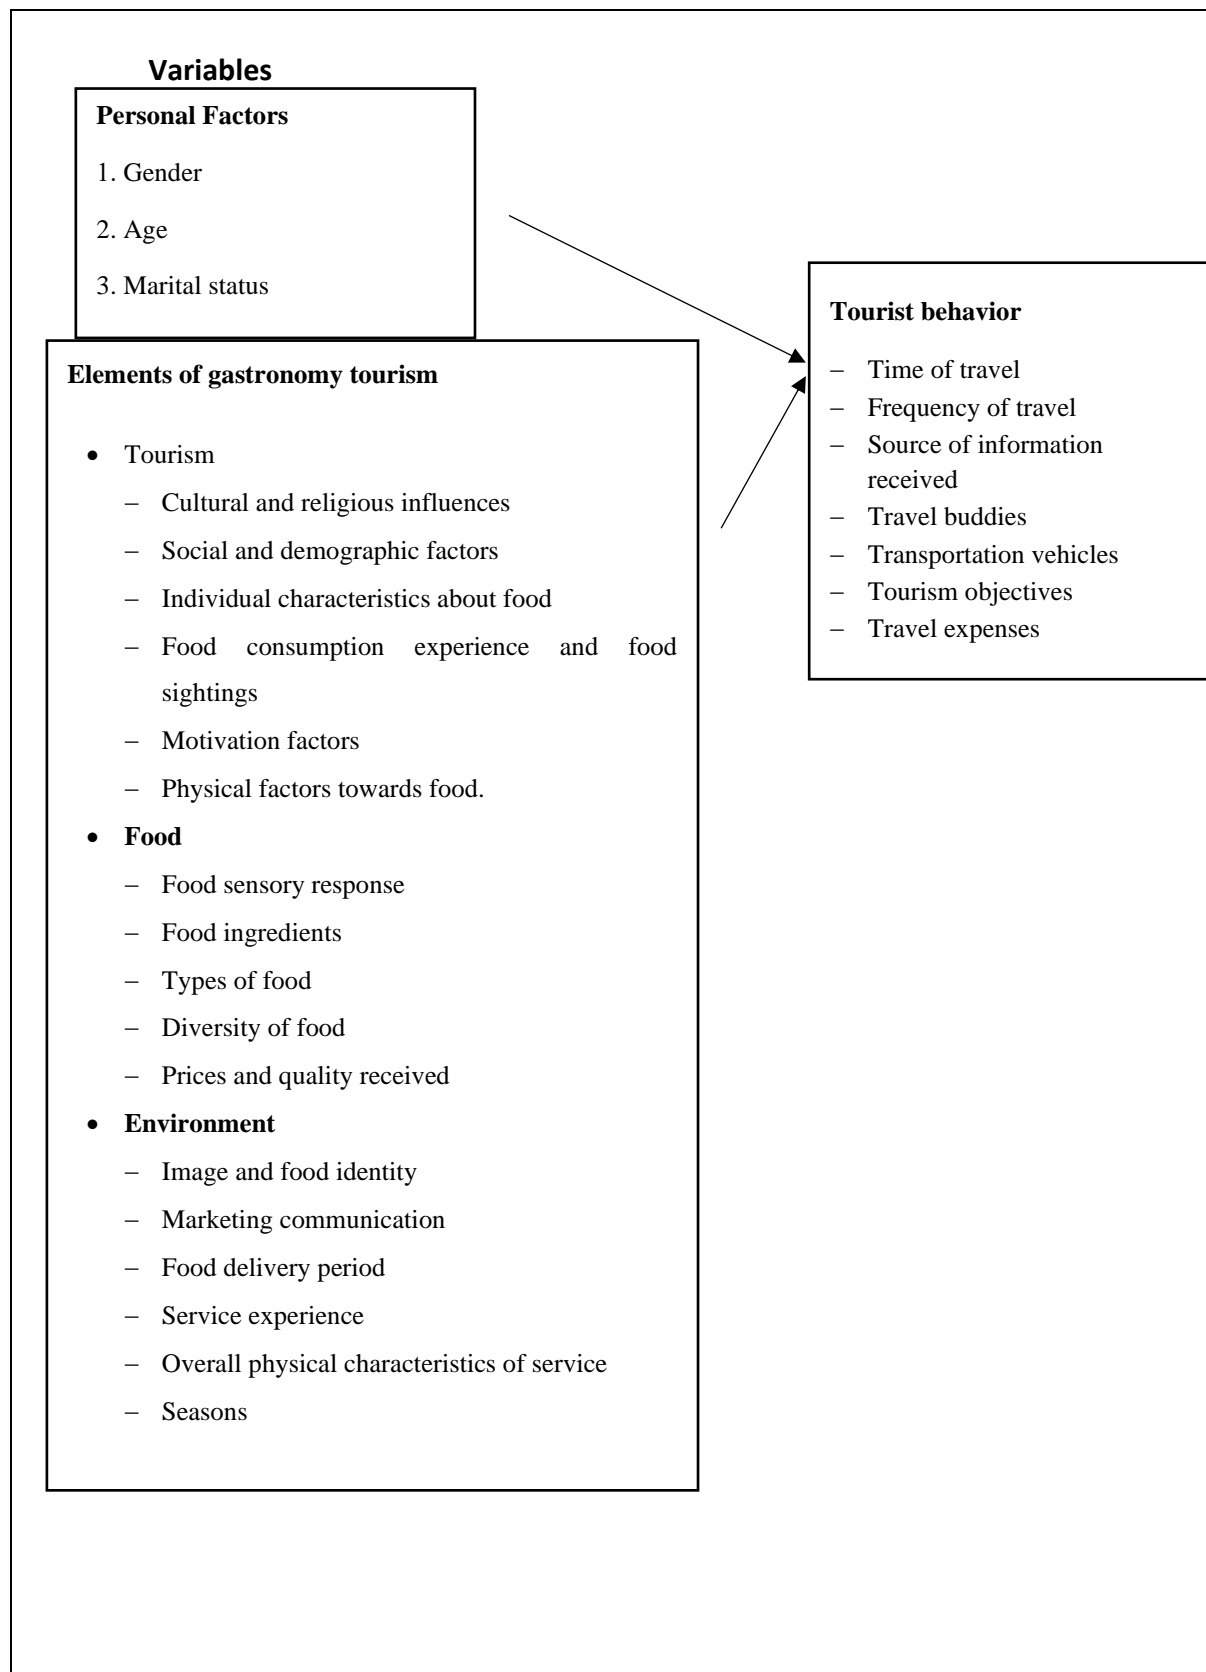 Variables
Personal Factors
1. Gender
2. Age
3. Marital status
Elements of gastronomy tourism
• Tourism
– Cultural and religious influences
– Social and demographic factors
– Individual characteristics about food
– Food consumption experience and food
sightings
– Motivation factors
– Physical factors towards food.
• Food
– Food sensory response
– Food ingredients
– Types of food
– Diversity of food
– Prices and quality received
• Environment
– Image and food identity
– Marketing communication
– Food delivery period
– Service experience
– Overall physical characteristics of service
– Seasons
Tourist behavior
– Time of travel
– Frequency of travel
– Source of information
received
– Travel buddies
– Transportation vehicles
– Tourism objectives
– Travel expenses